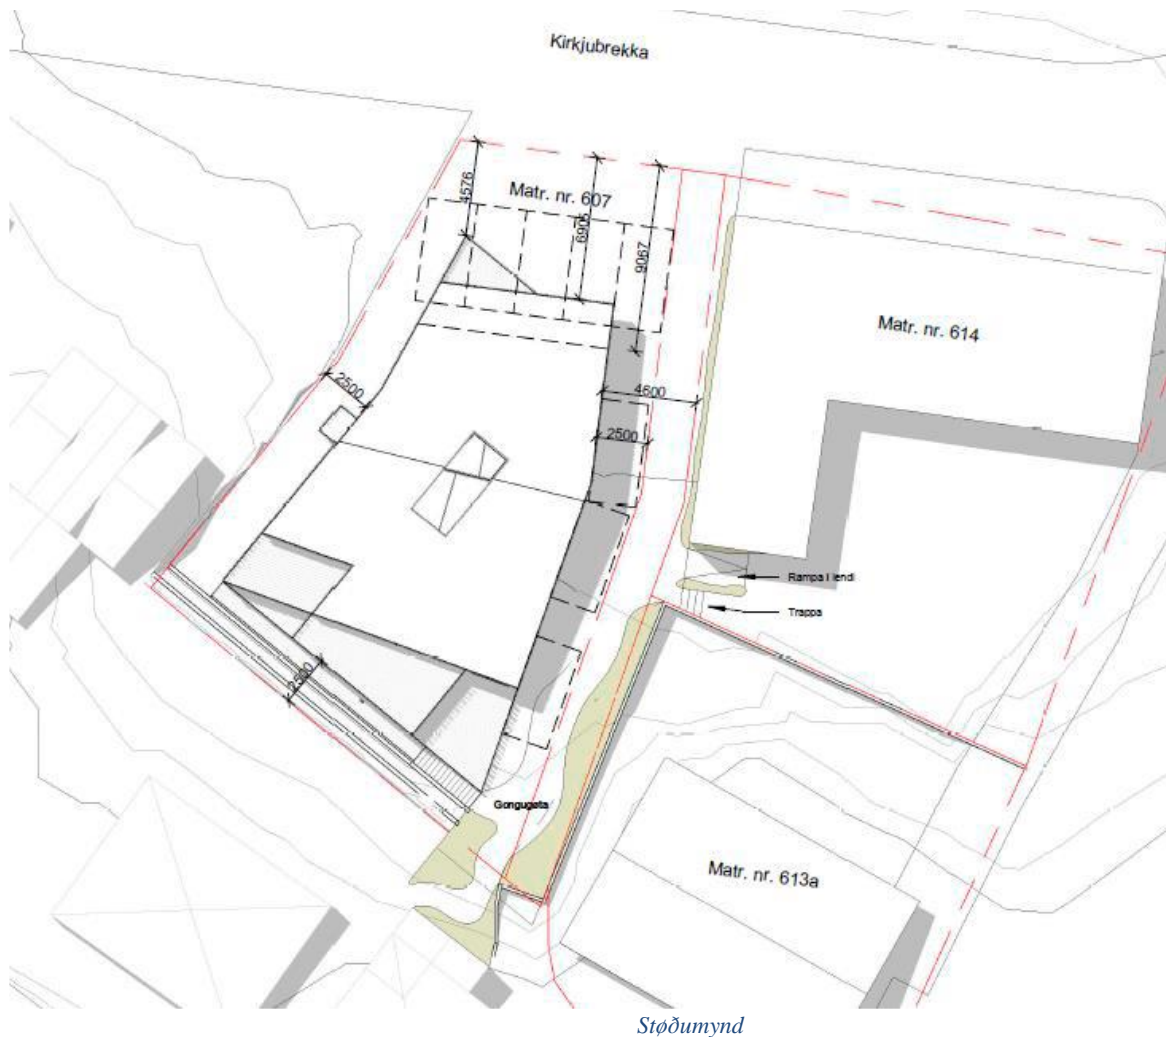 Kirkjubrekka
4576
Matr. nr. 607
6905
9067
Matr. nr. 614
2500
4600
2500
Rampa í lendi
Trappa
2500
Gongugøta
Matr. nr. 613a
Støðumynd